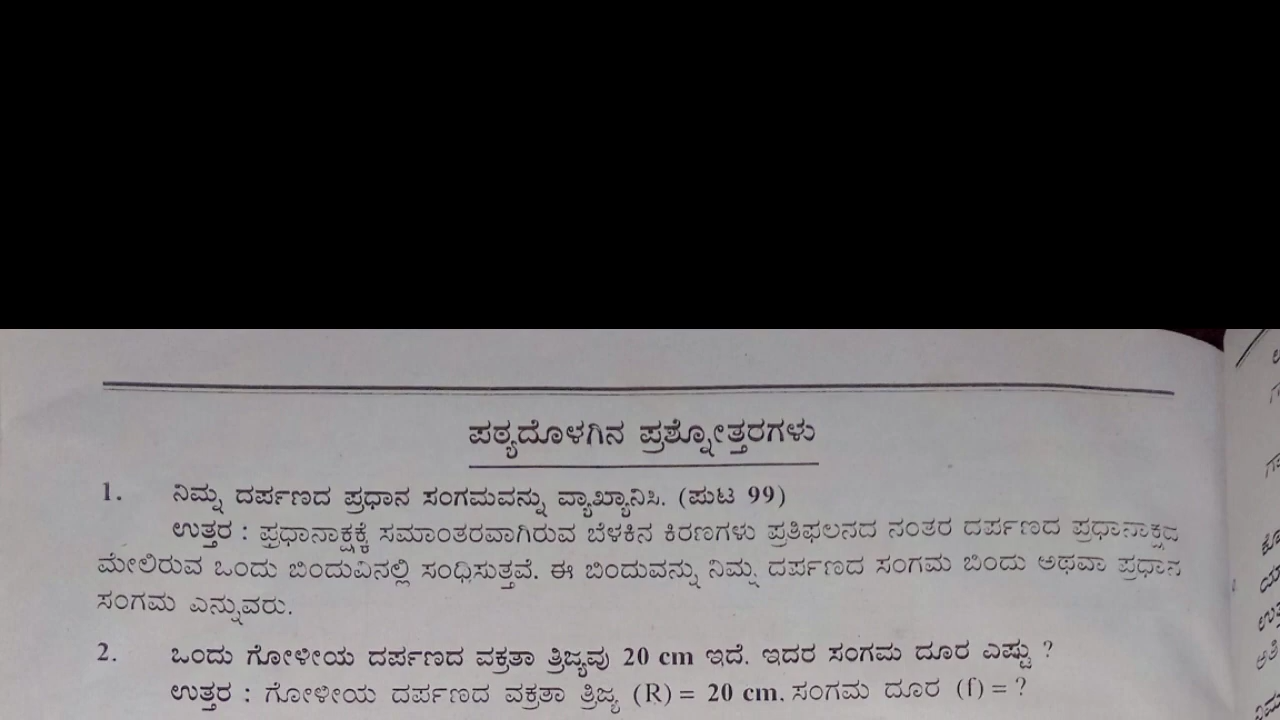 ಪಠ್ಯದೊಳಗಿನ ಪ್ರಶ್ನೋತ್ತರಗಳು
1. ನಿಮ್ನ ದರ್ಪಣದ ಪ್ರಧಾನ ಸಂಗಮವನ್ನು ವ್ಯಾಖ್ಯಾನಿಸಿ. (ಪುಟ 99)
ಉತ್ತರ : ಪ್ರಧಾನಾಕ್ಷಕ್ಕೆ ಸಮಾಂತರವಾಗಿರುವ ಬೆಳಕಿನ ಕಿರಣಗಳು ಪ್ರತಿಫಲನದ ನಂತರ ದರ್ಪಣದ ಪ್ರಧಾನಾಕ್ಷದ
ಮೇಲಿರುವ ಒಂದು ಬಿಂದುವಿನಲ್ಲಿ ಸಂಧಿಸುತ್ತವೆ. ಈ ಬಿಂದುವನ್ನು ನಿಮ್ನ ದರ್ಪಣದ ಸಂಗಮ ಬಿಂದು ಅಥವಾ ಪ್ರಧಾನ
ಸಂಗಮ ಎನ್ನುವರು.
2. ಒಂದು ಗೋಳೀಯ ದರ್ಪಣದ ವಕ್ರತಾ ತ್ರಿಜ್ಯವು 20 cm ಇದೆ. ಇದರ ಸಂಗಮ ದೂರ ಎಷ್ಟು ?
ಉತ್ತರ : ಗೋಳೀಯ ದರ್ಪಣದ ವಕ್ರತಾ ತ್ರಿಜ್ಯ (R) = 20 cm. ಸಂಗಮ ದೂರ (f) = ?